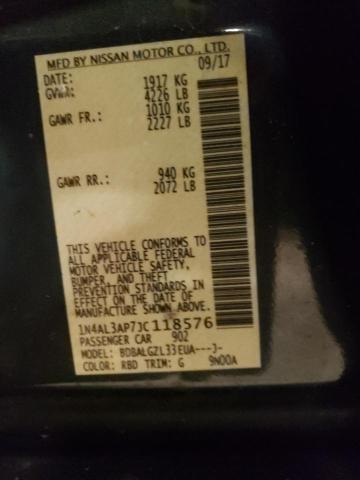 MFD BY NISSAN MOTOR CO., LTD.
DATE: 09/17
GVWR: 1917 KG
4226 LB
GAWR FR.: 1010 KG
2227 LB
GAWR RR.: 940 KG
2072 LB
THIS VEHICLE CONFORMS TO
ALL APPLICABLE FEDERAL
MOTOR VEHICLE SAFETY,
BUMPER, AND THEFT
PREVENTION STANDARDS IN
EFFECT ON THE DATE OF
MANUFACTURE SHOWN ABOVE.
1N4AL3AP7JC118576
PASSENGER CAR 902
MODEL: BDBALGZL33EUA---J-
COLOR: RBD TRIM: G 9N00A